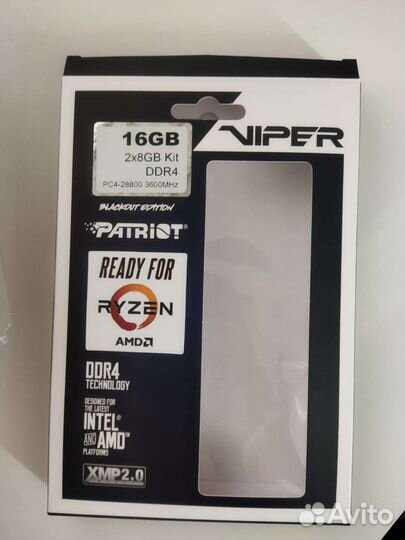 VIPER
16GB
2x8GB Kit
DDR4
PC4-28800 3600MHz
BLACKOUT EDITION
PATRIOT
READY FOR
RYZEN
AMD
DDR4
TECHNOLOGY
DESIGNED FOR
THE LATEST
INTEL®
AND AMD
PLATFORMS
XMP2.0
Avito